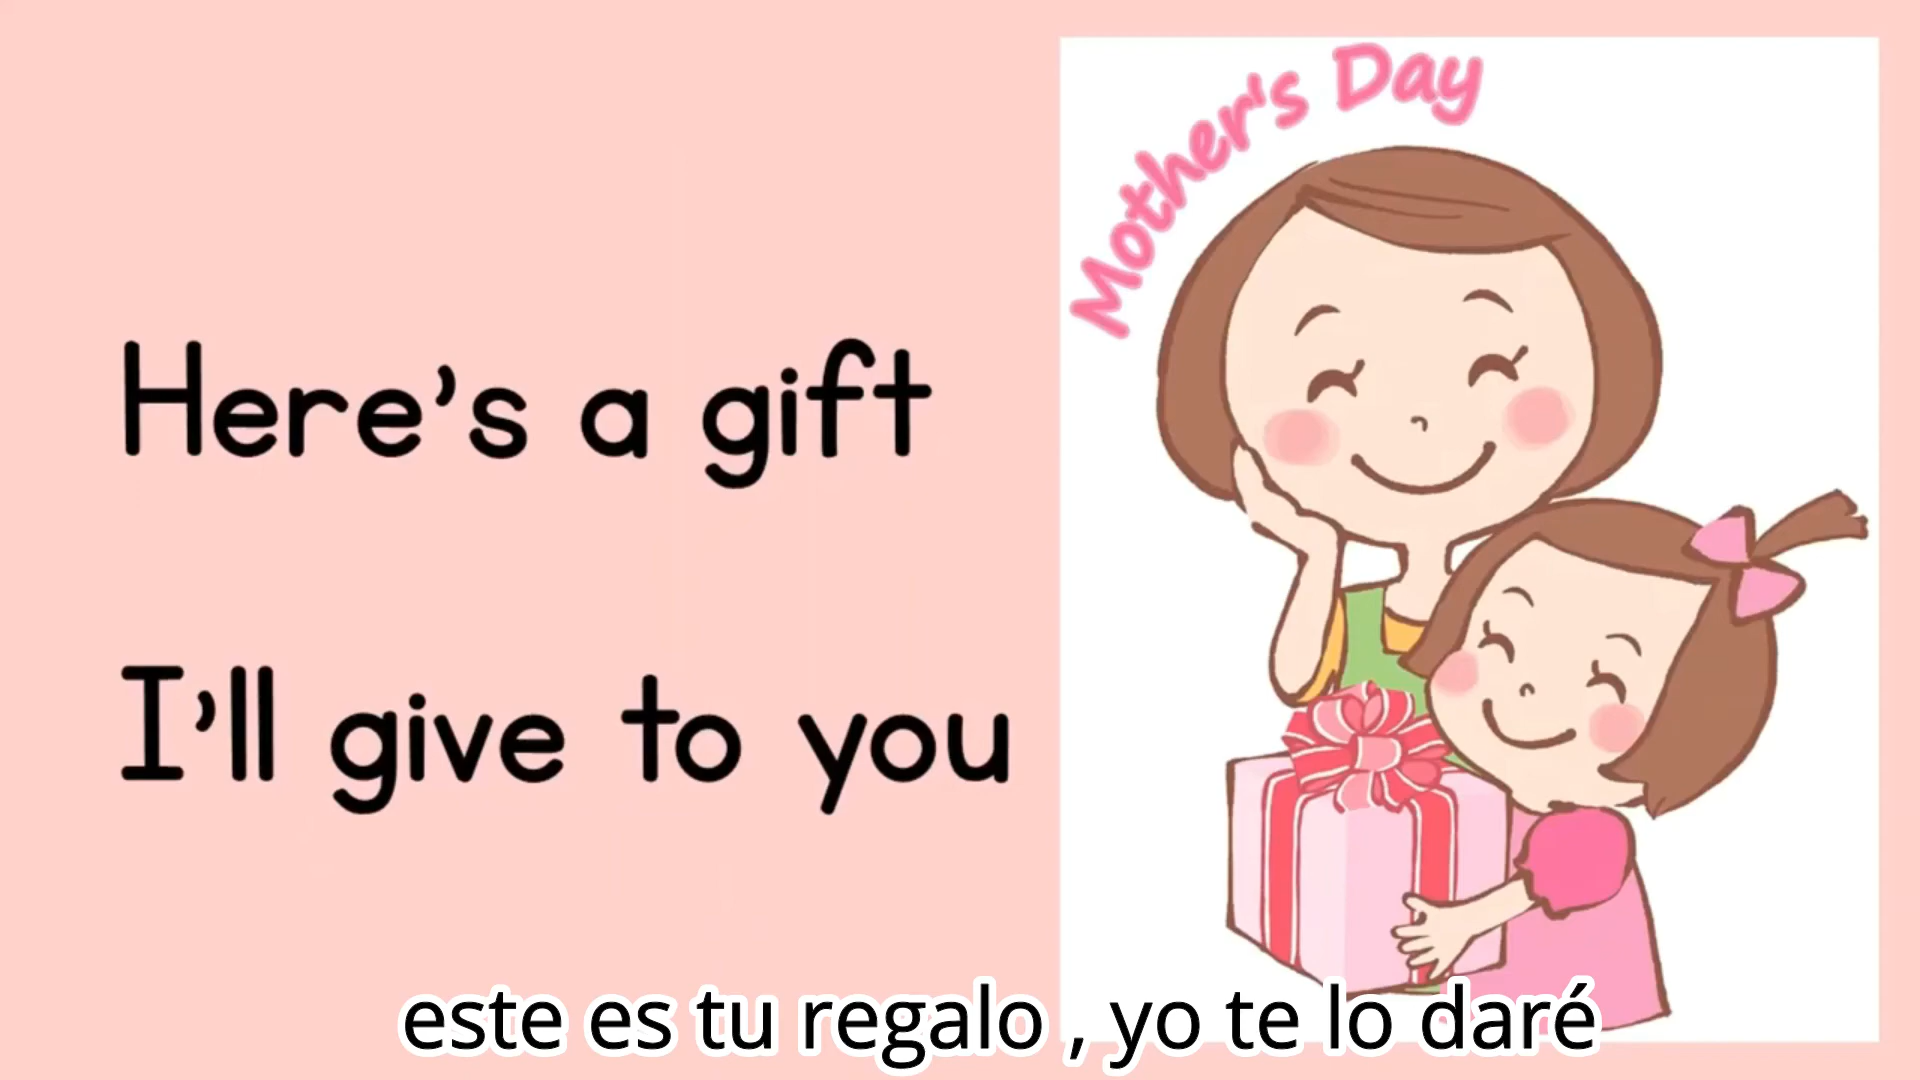 Mother's Day
Here’s a gift
I’ll give to you
este es tu regalo , yo te lo daré